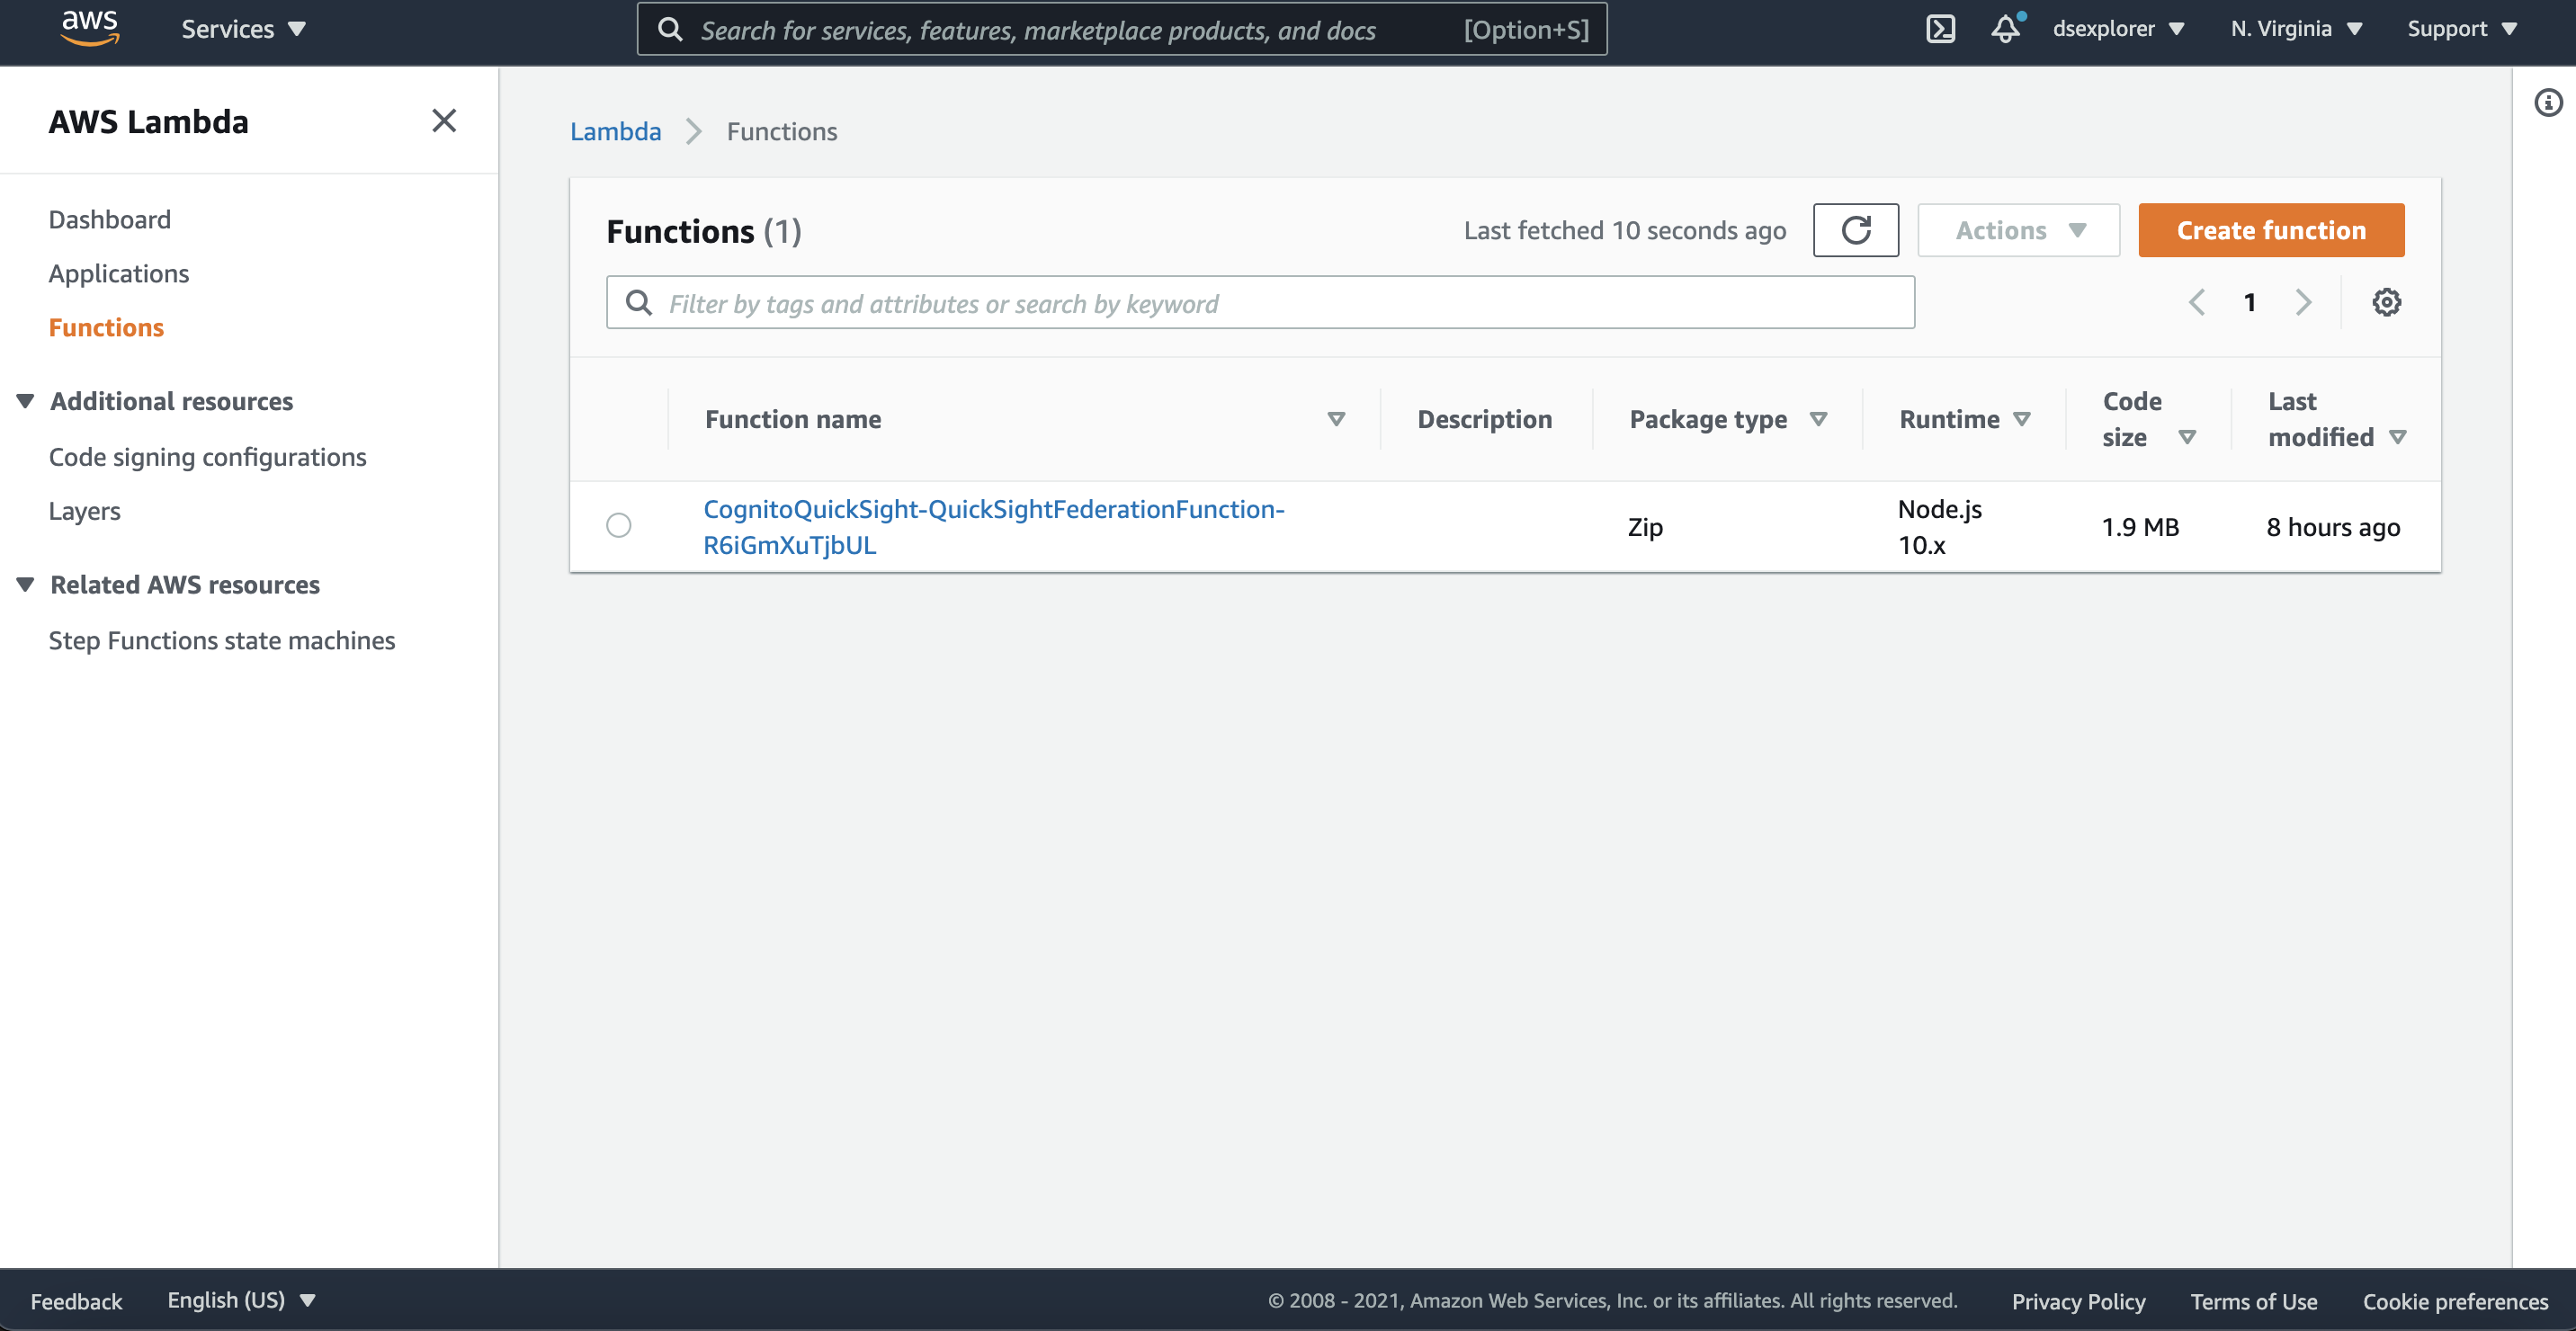 aws
Services
Search for services, features, marketplace products, and docs [Option+S]
dsexplorer
N. Virginia
Support
AWS Lambda
Dashboard
Applications
Functions
Additional resources
Code signing configurations
Layers
Related AWS resources
Step Functions state machines
Lambda
Functions
Functions (1)
Last fetched 10 seconds ago
Actions
Create function
Filter by tags and attributes or search by keyword
1
Function name
Description
Package type
Runtime
Code
size
Last
modified
CognitoQuickSight-QuickSightFederationFunction-
R6iGmXuTjbUL
Zip
Node.js
10.x
1.9 MB
8 hours ago
Feedback
English (US)
© 2008 - 2021, Amazon Web Services, Inc. or its affiliates. All rights reserved.
Privacy Policy
Terms of Use
Cookie preferences